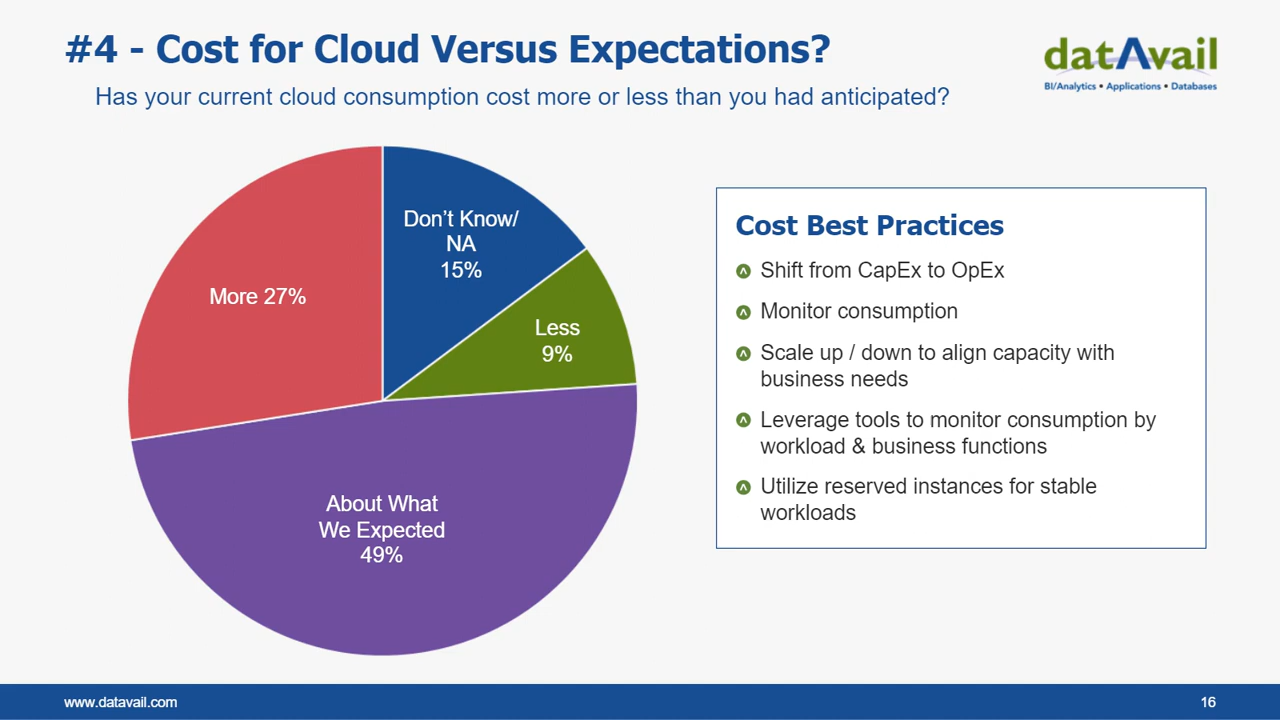 #4 - Cost for Cloud Versus Expectations?
Has your current cloud consumption cost more or less than you had anticipated?
datAvail
BI/Analytics • Applications • Databases
Don’t Know/
NA
15%
More 27%
Less
9%
About What
We Expected
49%
Cost Best Practices
Shift from CapEx to OpEx
Monitor consumption
Scale up / down to align capacity with
business needs
Leverage tools to monitor consumption by
workload & business functions
Utilize reserved instances for stable
workloads
www.datavail.com
16